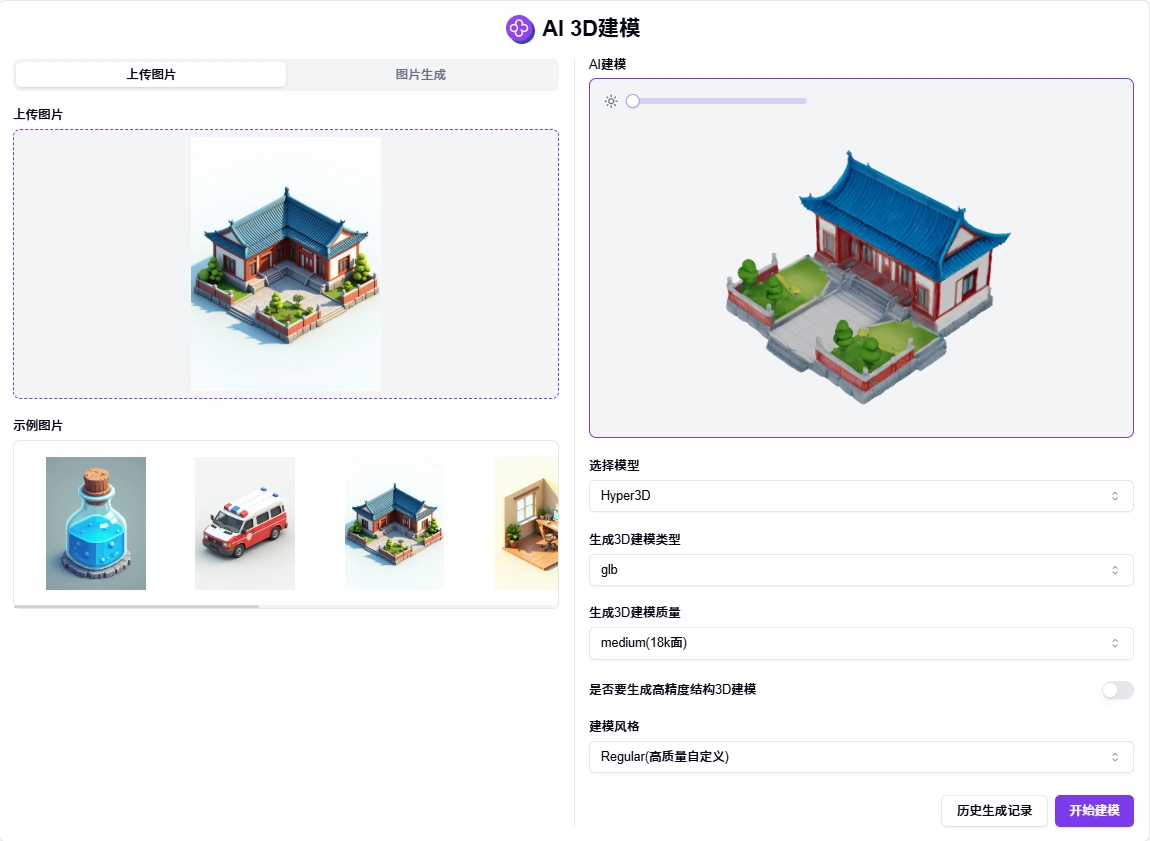 AI 3D建模
上传图片
图片生成
上传图片
示例图片
AI建模
选择模型
Hyper3D
生成3D建模类型
glb
生成3D建模质量
medium(18k面)
是否要生成高精度结构3D建模
建模风格
Regular(高质量自定义)
历史生成记录
开始建模